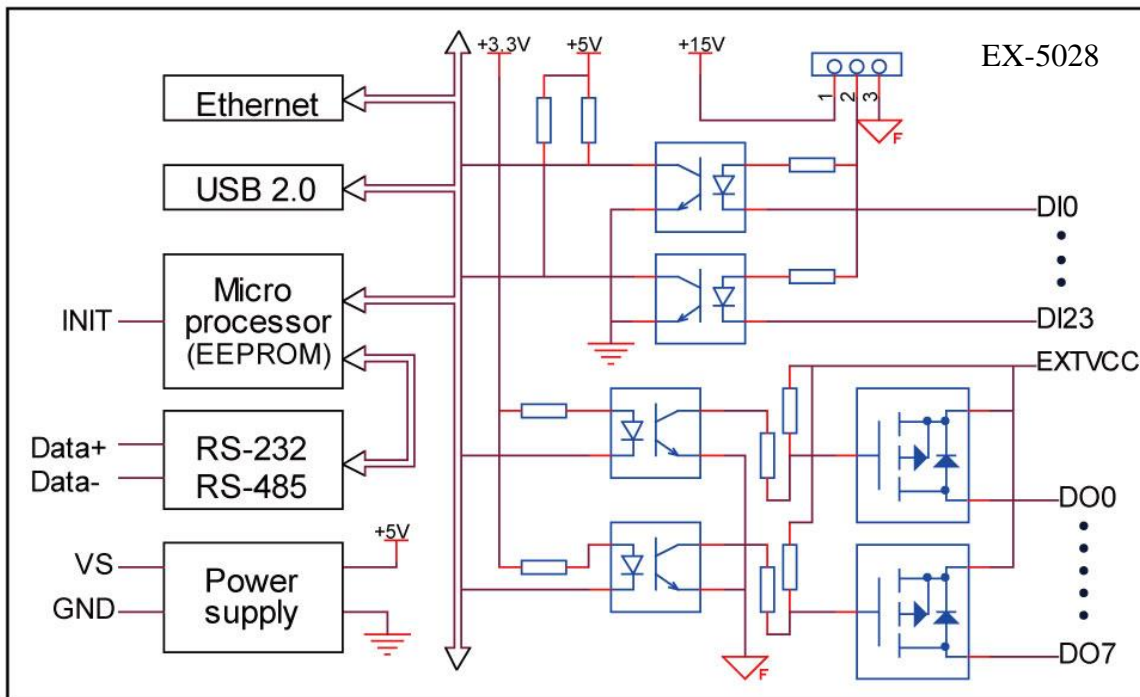 +3.3V
+5V
+15V
EX-5028
1
2
3
F
Ethernet
USB 2.0
DI0
Micro
processor
(EEPROM)
INIT
DI23
EXTVCC
Data+
Data-
RS-232
RS-485
DO0
+5V
VS
GND
Power
supply
DO7
F